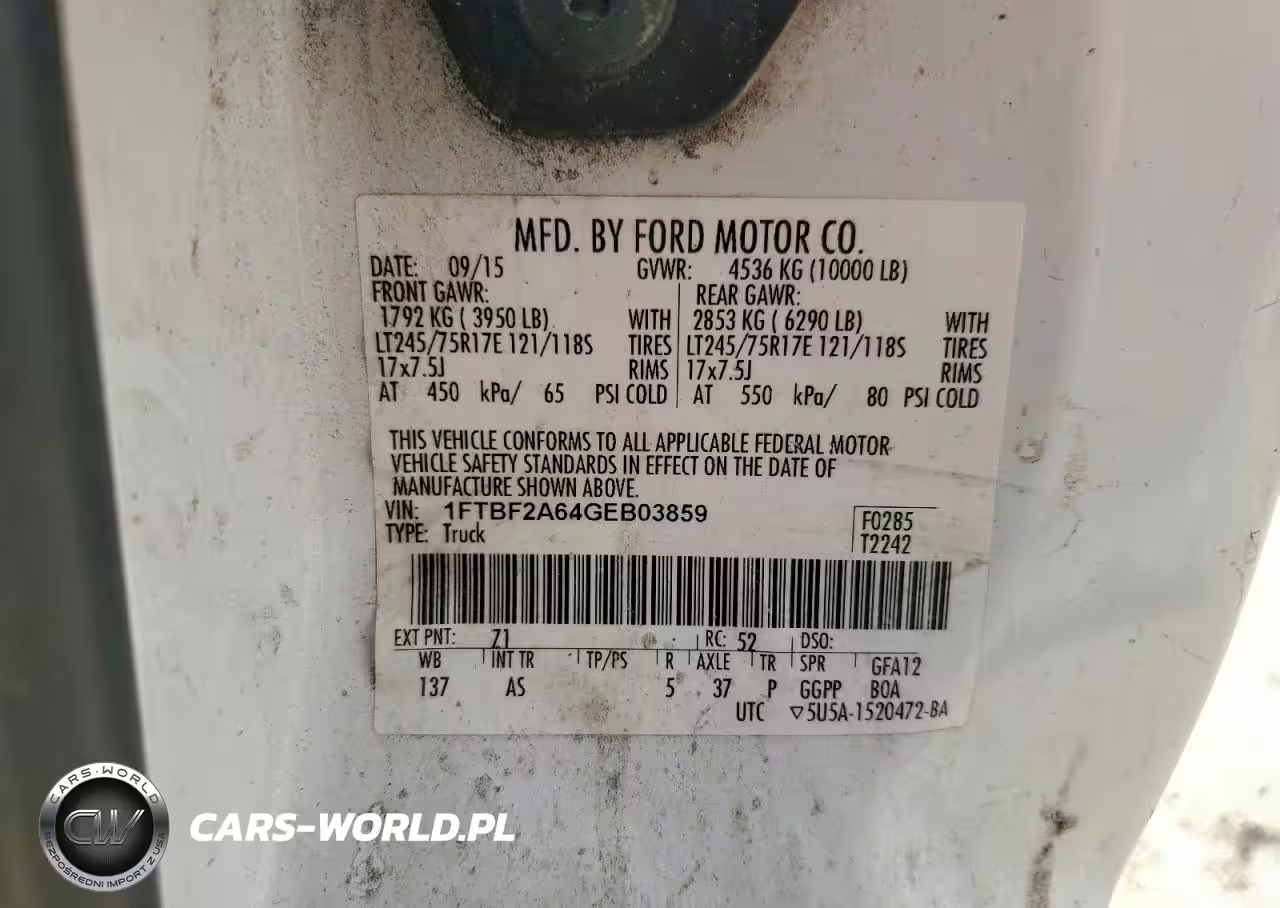 MFD. BY FORD MOTOR CO.
DATE: 09/15 GVWR: 4536 KG (10000 LB)
FRONT GAWR: REAR GAWR:
1792 KG ( 3950 LB) WITH 2853 KG ( 6290 LB) WITH
LT245/75R17E 121/118S TIRES LT245/75R17E 121/118S TIRES
17x7.5J RIMS 17x7.5J RIMS
AT 450 kPa/ 65 PSI COLD AT 550 kPa/ 80 PSI COLD
THIS VEHICLE CONFORMS TO ALL APPLICABLE FEDERAL MOTOR
VEHICLE SAFETY STANDARDS IN EFFECT ON THE DATE OF
MANUFACTURE SHOWN ABOVE.
VIN: 1FTBF2A64GEB03859
F0285
TYPE: Truck
T2242
EXT PNT: Z1 RC: 52 DSO:
WB INT TR TP/PS R AXLE TR SPR GFA12
137 AS 5 37 P GGPP BOA
UTC ▽5U5A-1520472-BA
CARS-WORLD
CW
BEZPOŚREDNI IMPORT Z USA
CARS-WORLD.PL